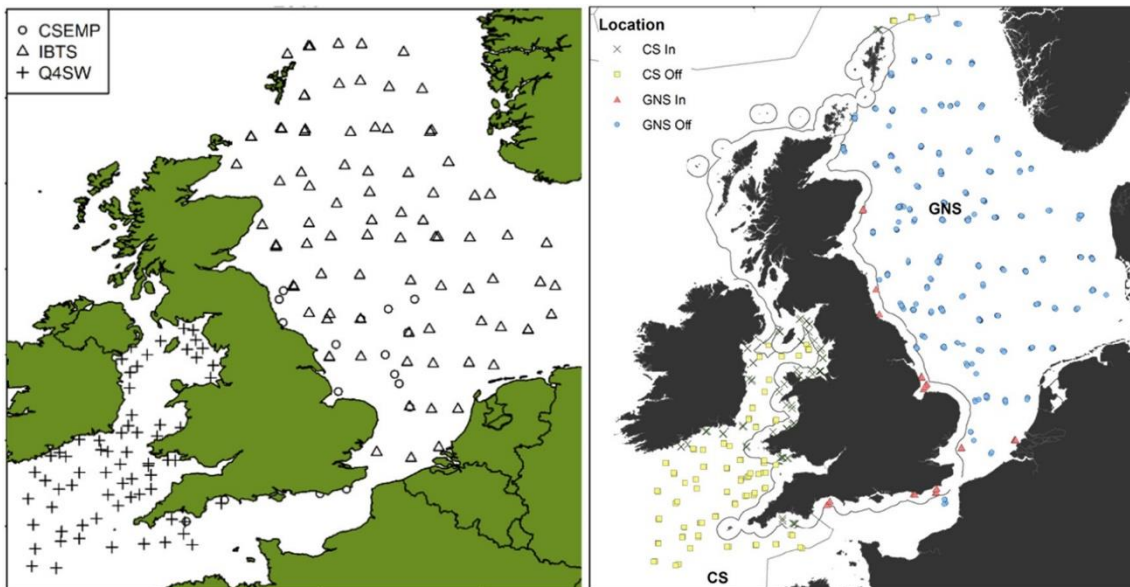 CSEMP
IBTS
Q4SW
Location
CS In
CS Off
GNS In
GNS Off
GNS
CS